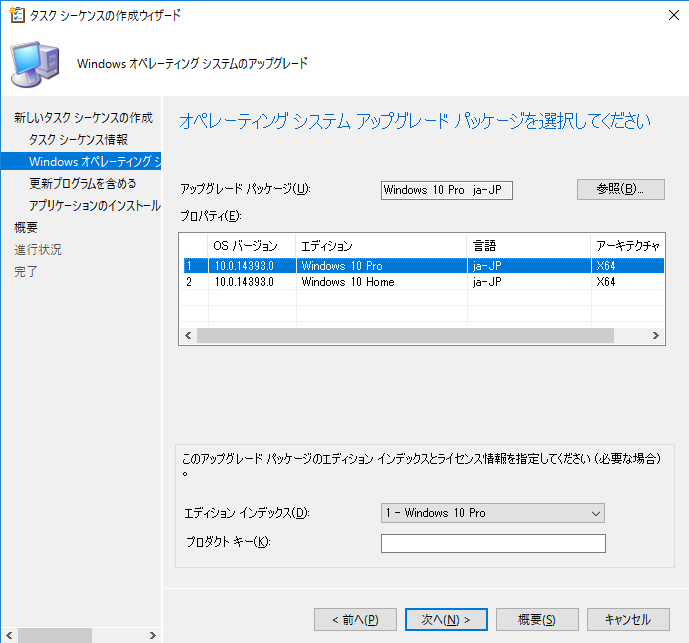 タスク シーケンスの作成ウィザード
Windows オペレーティング システムのアップグレード
新しいタスク シーケンスの作成
タスク シーケンス情報
Windows オペレーティング シ
更新プログラムを含める
アプリケーションのインストール
概要
進行状況
完了
オペレーティング システム アップグレード パッケージを選択してください
アップグレード パッケージ(U):
Windows 10 Pro ja-JP
参照(B)...
プロパティ(E):
OS バージョン エディション 言語 アーキテクチャ
1 10.0.14393.0 Windows 10 Pro ja-JP X64
2 10.0.14393.0 Windows 10 Home ja-JP X64
このアップグレード パッケージのエディション インデックスとライセンス情報を指定してください (必要な場合)
。
エディション インデックス(D):
1 - Windows 10 Pro
プロダクト キー(K):
< 前へ(P)
次へ(N) >
概要(S)
キャンセル